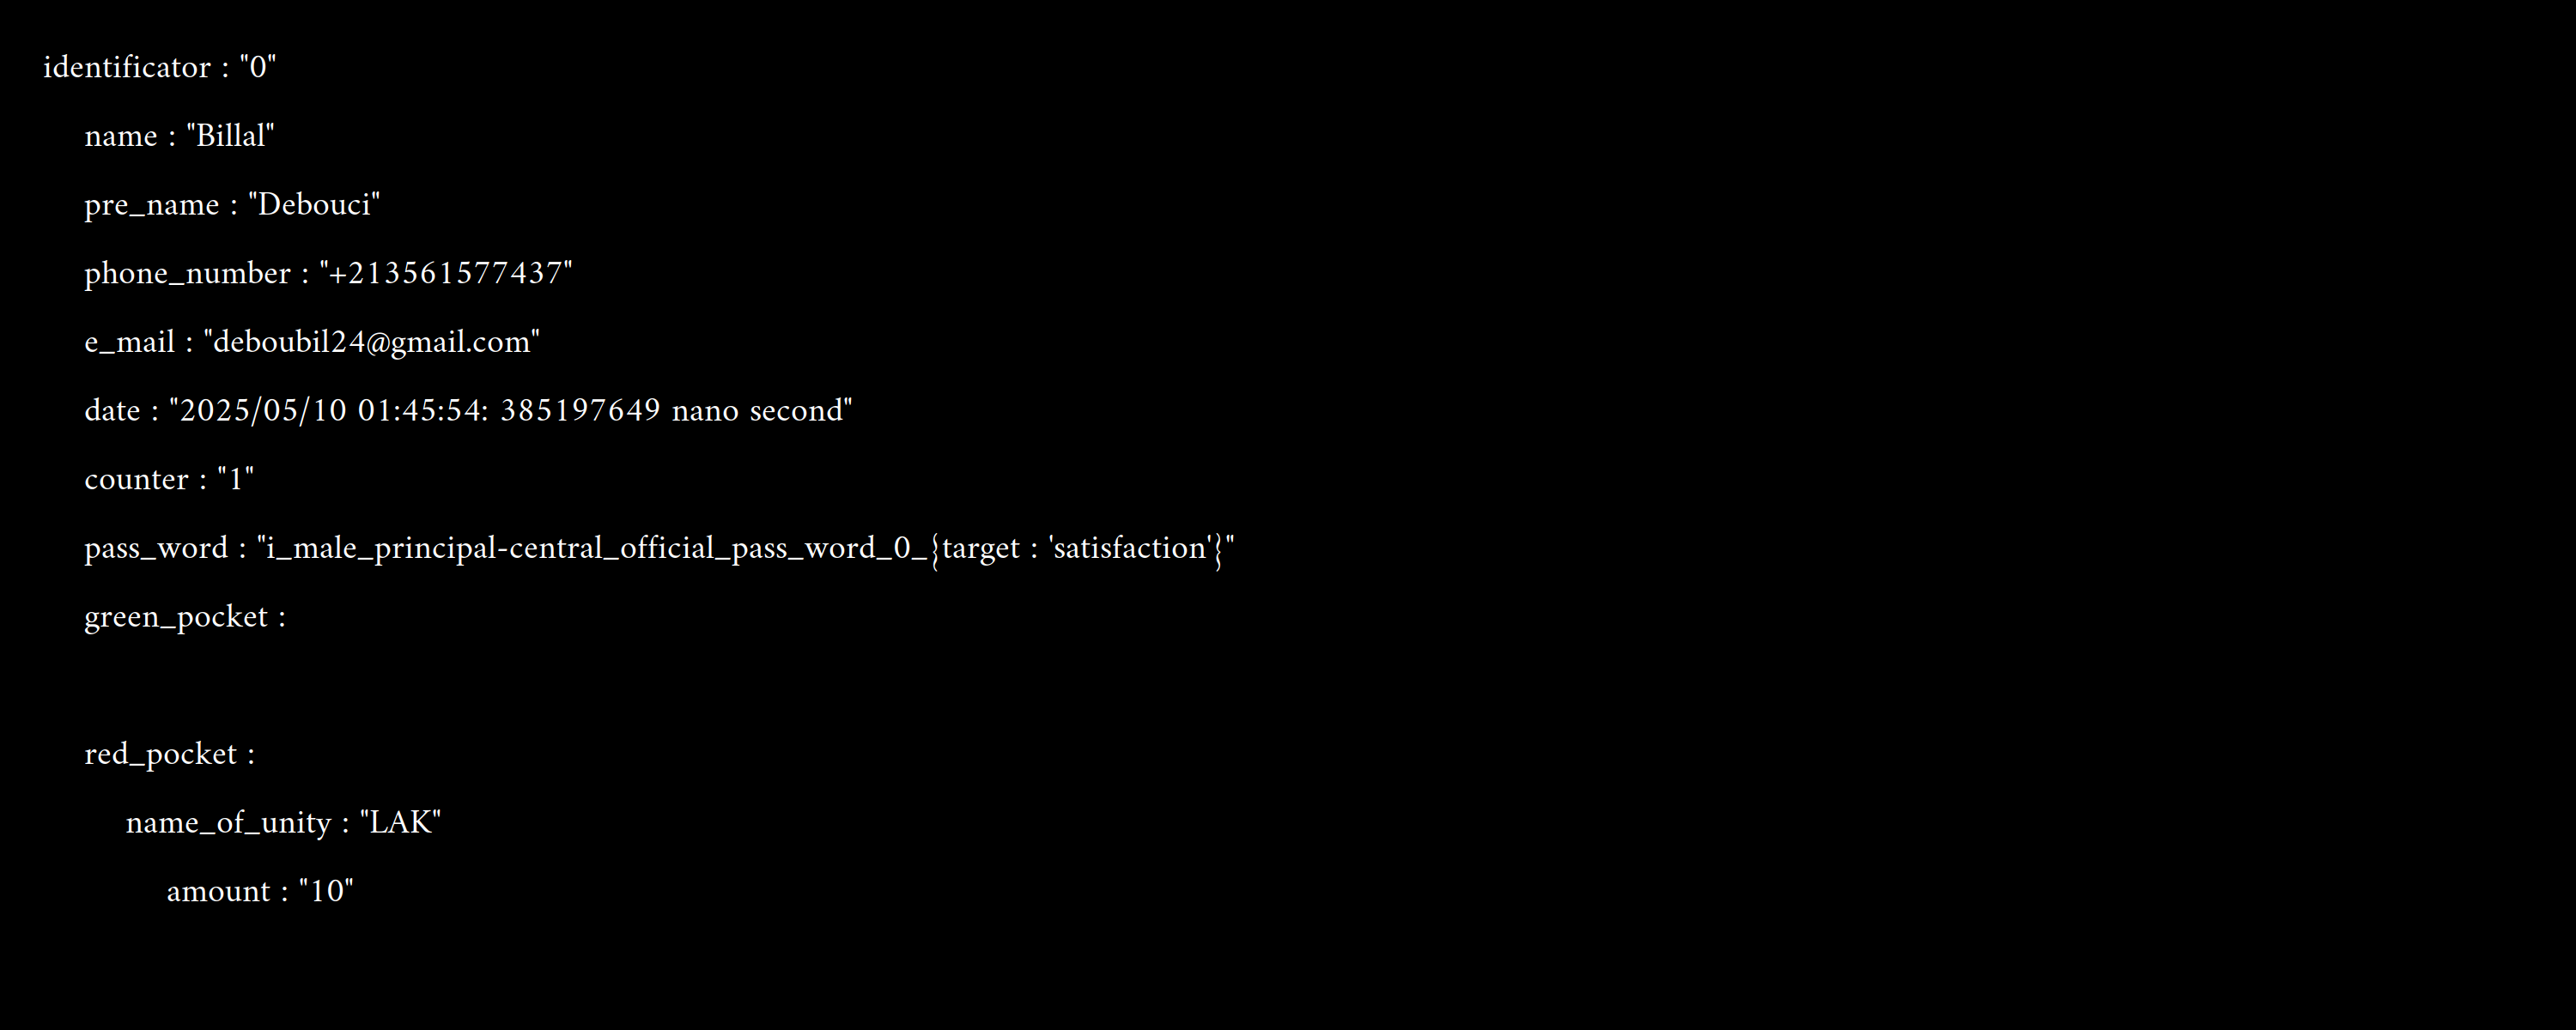 identificator : "0"
name : "Billal"
pre_name : "Debouci"
phone_number : "+213561577437"
e_mail : "deboubil24@gmail.com"
date : "2025/05/10 01:45:54: 385197649 nano second"
counter : "1"
pass_word : "i_male_principal-central_official_pass_word_0_{target : 'satisfaction'}"
green_pocket :
red_pocket :
name_of_unity : "LAK"
amount : "10"